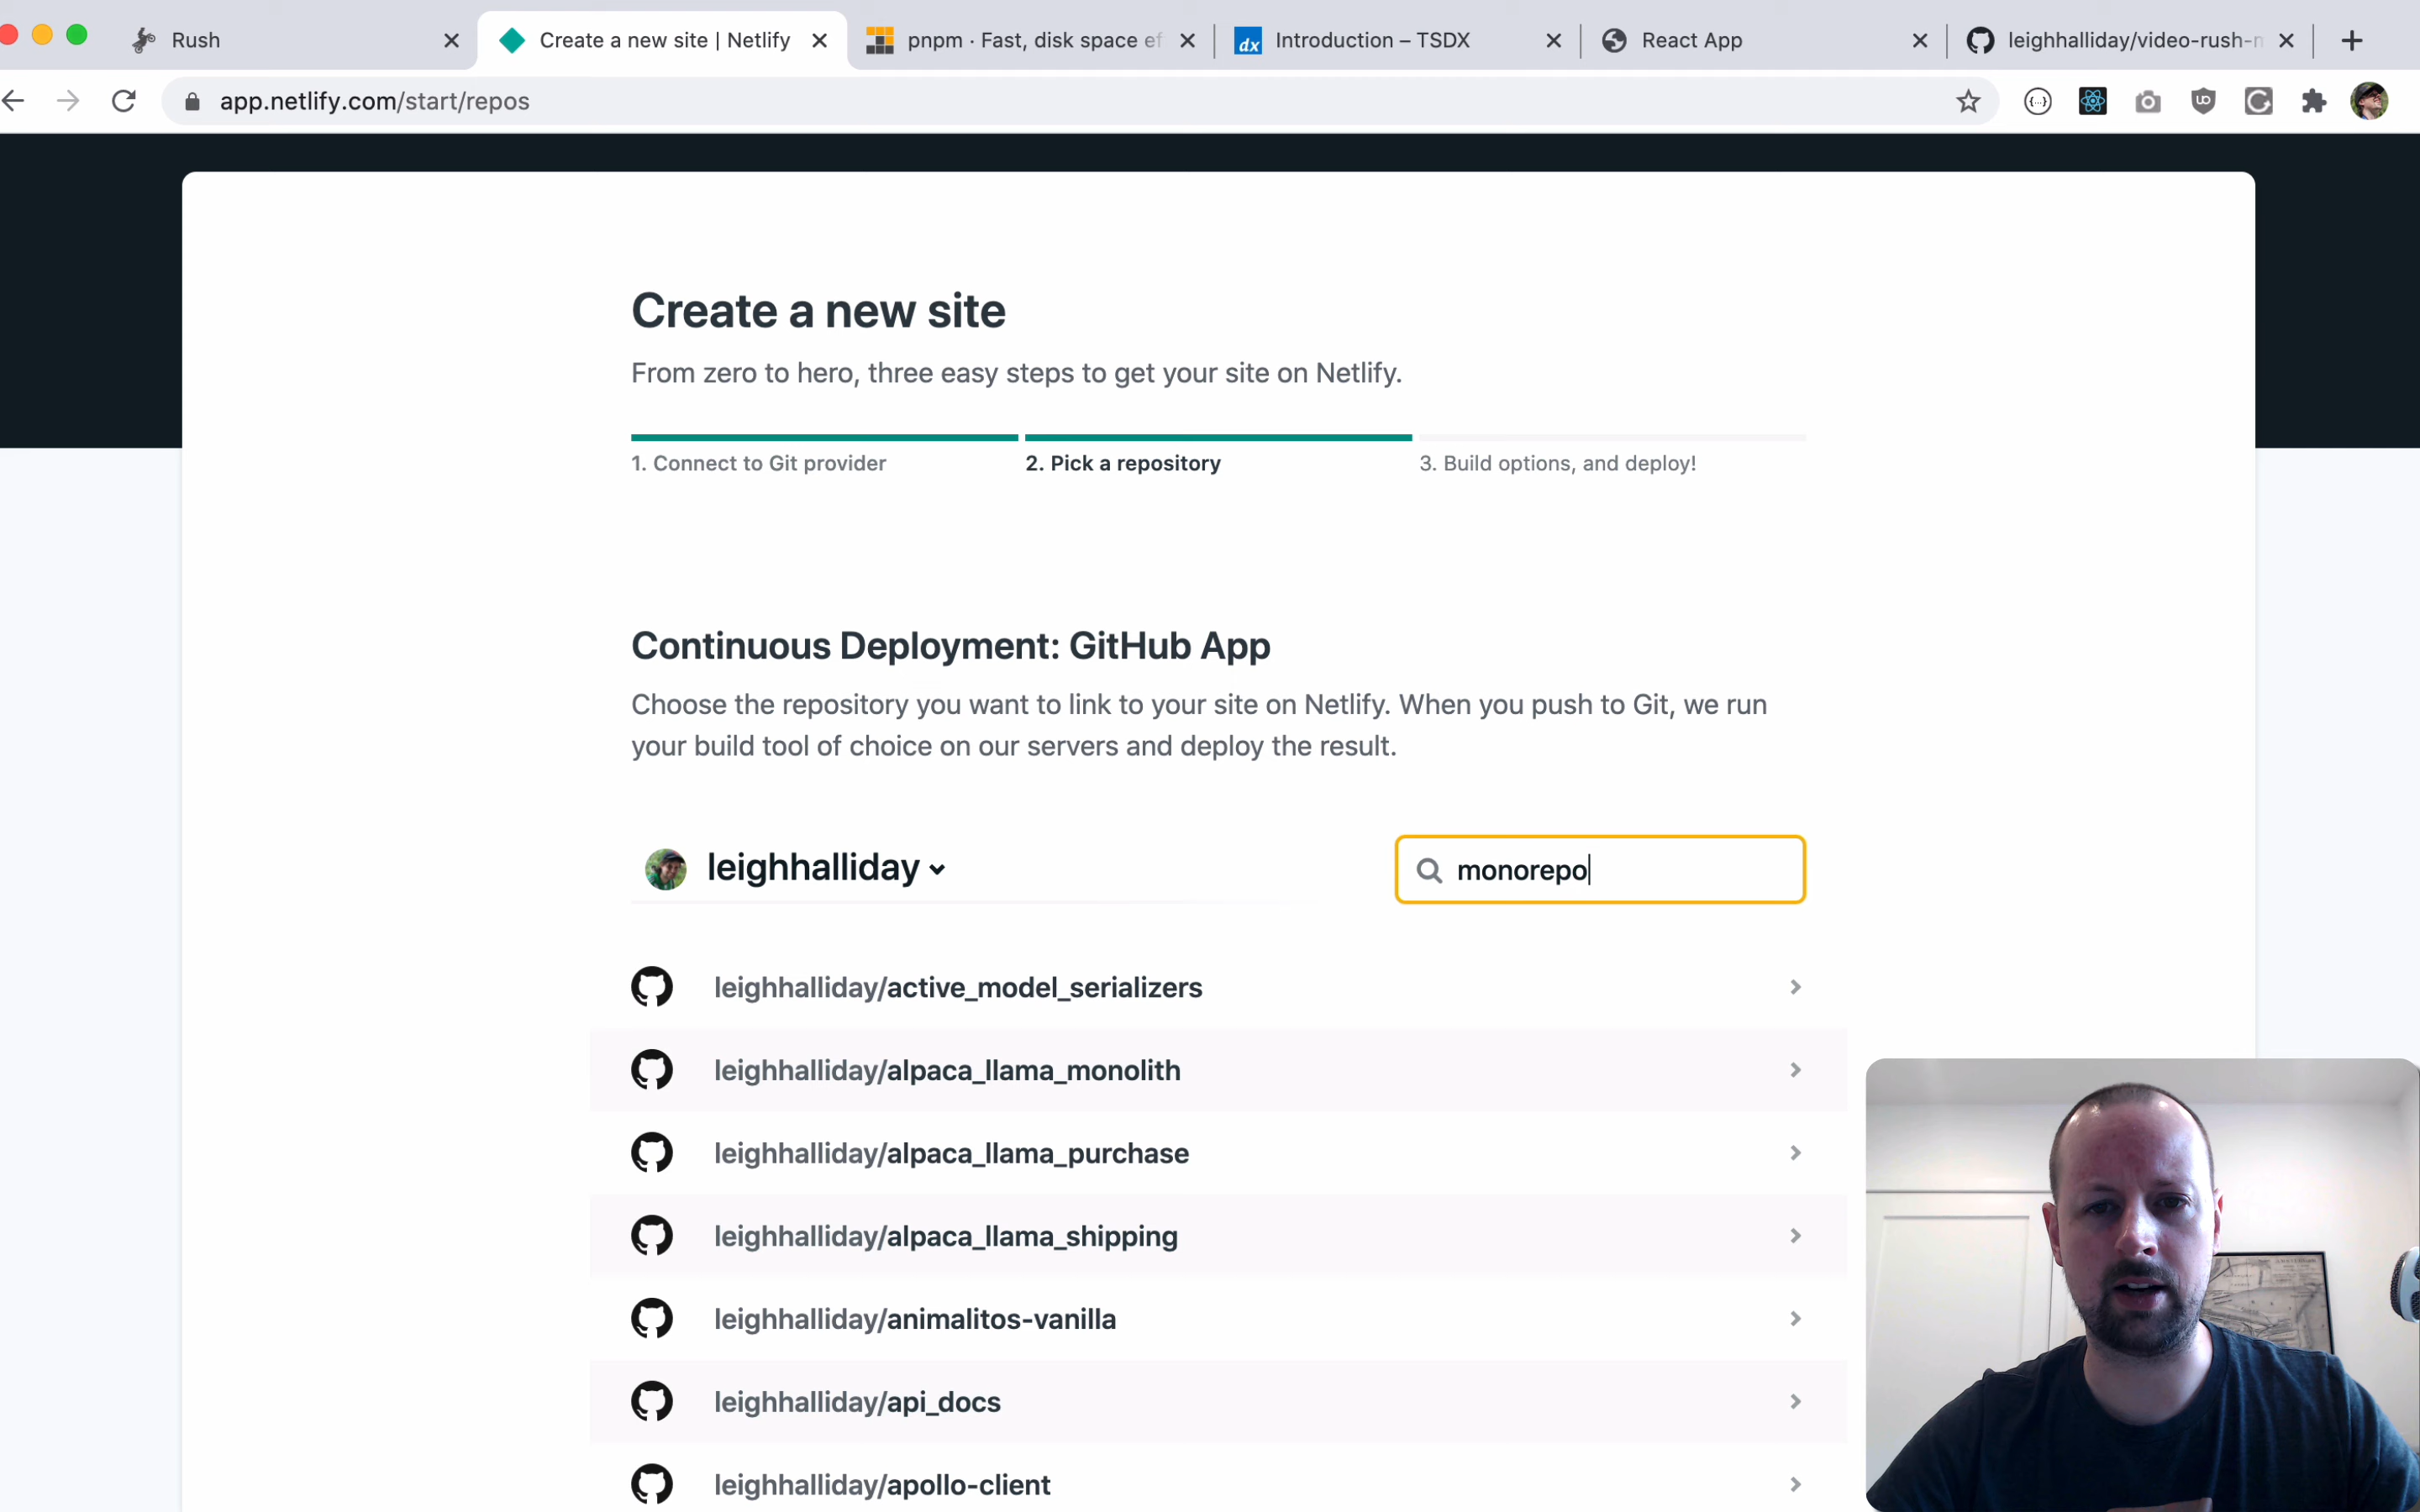 Rush
Create a new site | Netlify
pnpm · Fast, disk space ef
Introduction – TSDX
React App
leighhalliday/video-rush-m
app.netlify.com/start/repos
Create a new site
From zero to hero, three easy steps to get your site on Netlify.
1. Connect to Git provider
2. Pick a repository
3. Build options, and deploy!
Continuous Deployment: GitHub App
Choose the repository you want to link to your site on Netlify. When you push to Git, we run
your build tool of choice on our servers and deploy the result.
leighhalliday
monorepo
leighhalliday/active_model_serializers
leighhalliday/alpaca_llama_monolith
leighhalliday/alpaca_llama_purchase
leighhalliday/alpaca_llama_shipping
leighhalliday/animalitos-vanilla
leighhalliday/api_docs
leighhalliday/apollo-client